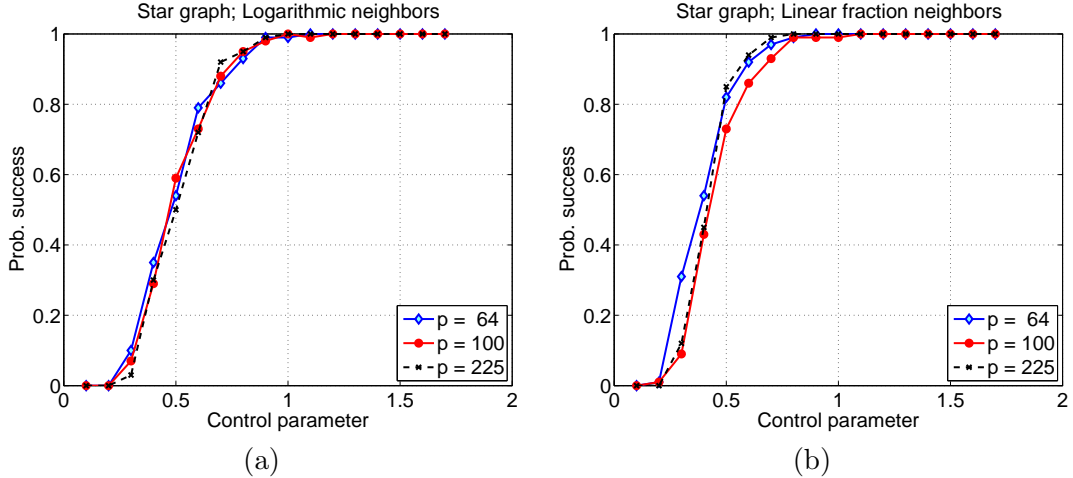 Star graph; Logarithmic neighbors
1
0.8
0.6
0.4
0.2
0
Prob. success
0
0.5
1
1.5
2
Control parameter
p = 64
p = 100
p = 225
(a)
Star graph; Linear fraction neighbors
1
0.8
0.6
0.4
0.2
0
Prob. success
0
0.5
1
1.5
2
Control parameter
p = 64
p = 100
p = 225
(b)